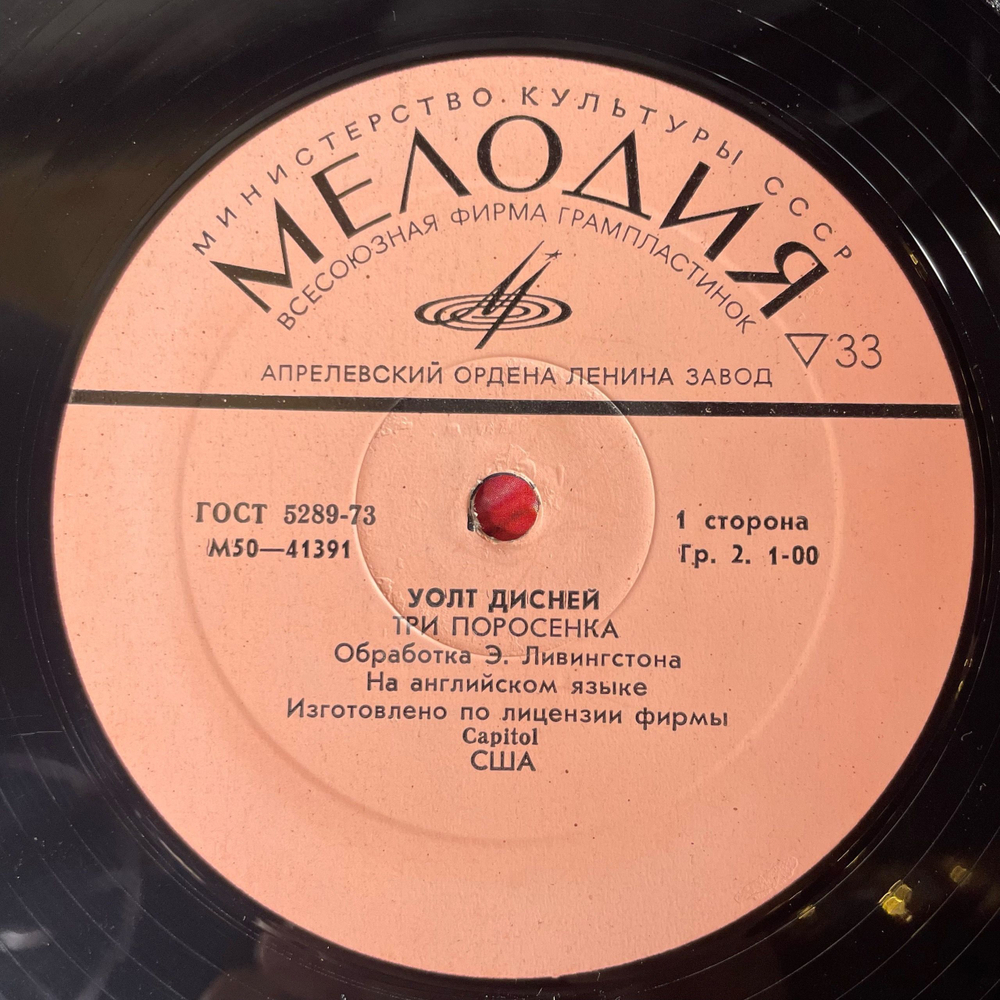 МИНИСТЕРСТВО КУЛЬТУРЫ СССР
МЕЛОДИЯ
ВСЕСОЮЗНАЯ ФИРМА ГРАМПЛАСТИНОК
33
АПРЕЛЕВСКИЙ ОРДЕНА ЛЕНИНА ЗАВОД
ГОСТ 5289-73
М50—41391
1 сторона
Гр. 2. 1-00
УОЛТ ДИСНЕЙ
ТРИ ПОРОСЕНКА
Обработка Э. Ливингстона
На английском языке
Изготовлено по лицензии фирмы
Capitol
США